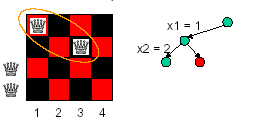 x1 = 1
x2 = 2
1 2 3 4